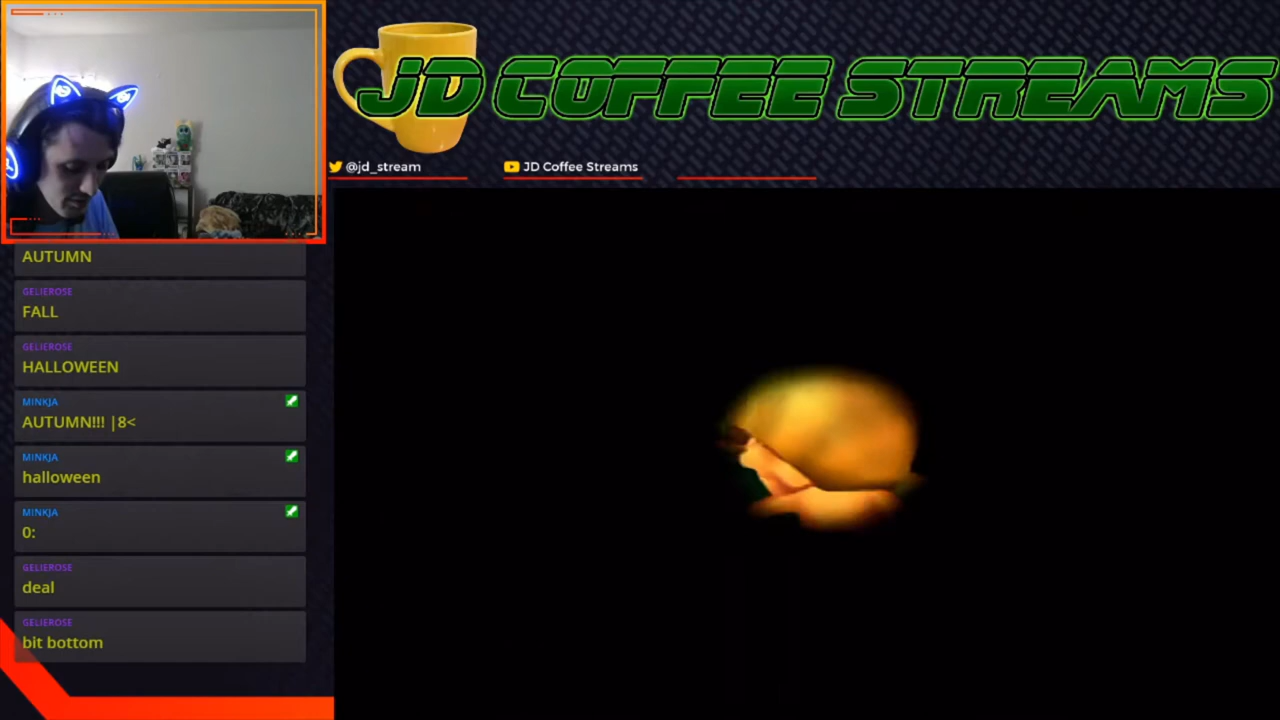 JD COFFEE STREAMS
@jd_stream
JD Coffee Streams
AUTUMN
GELIEROSE
FALL
GELIEROSE
HALLOWEEN
MINKJA
AUTUMN!!! |8<
MINKJA
halloween
MINKJA
0:
GELIEROSE
deal
GELIEROSE
bit bottom